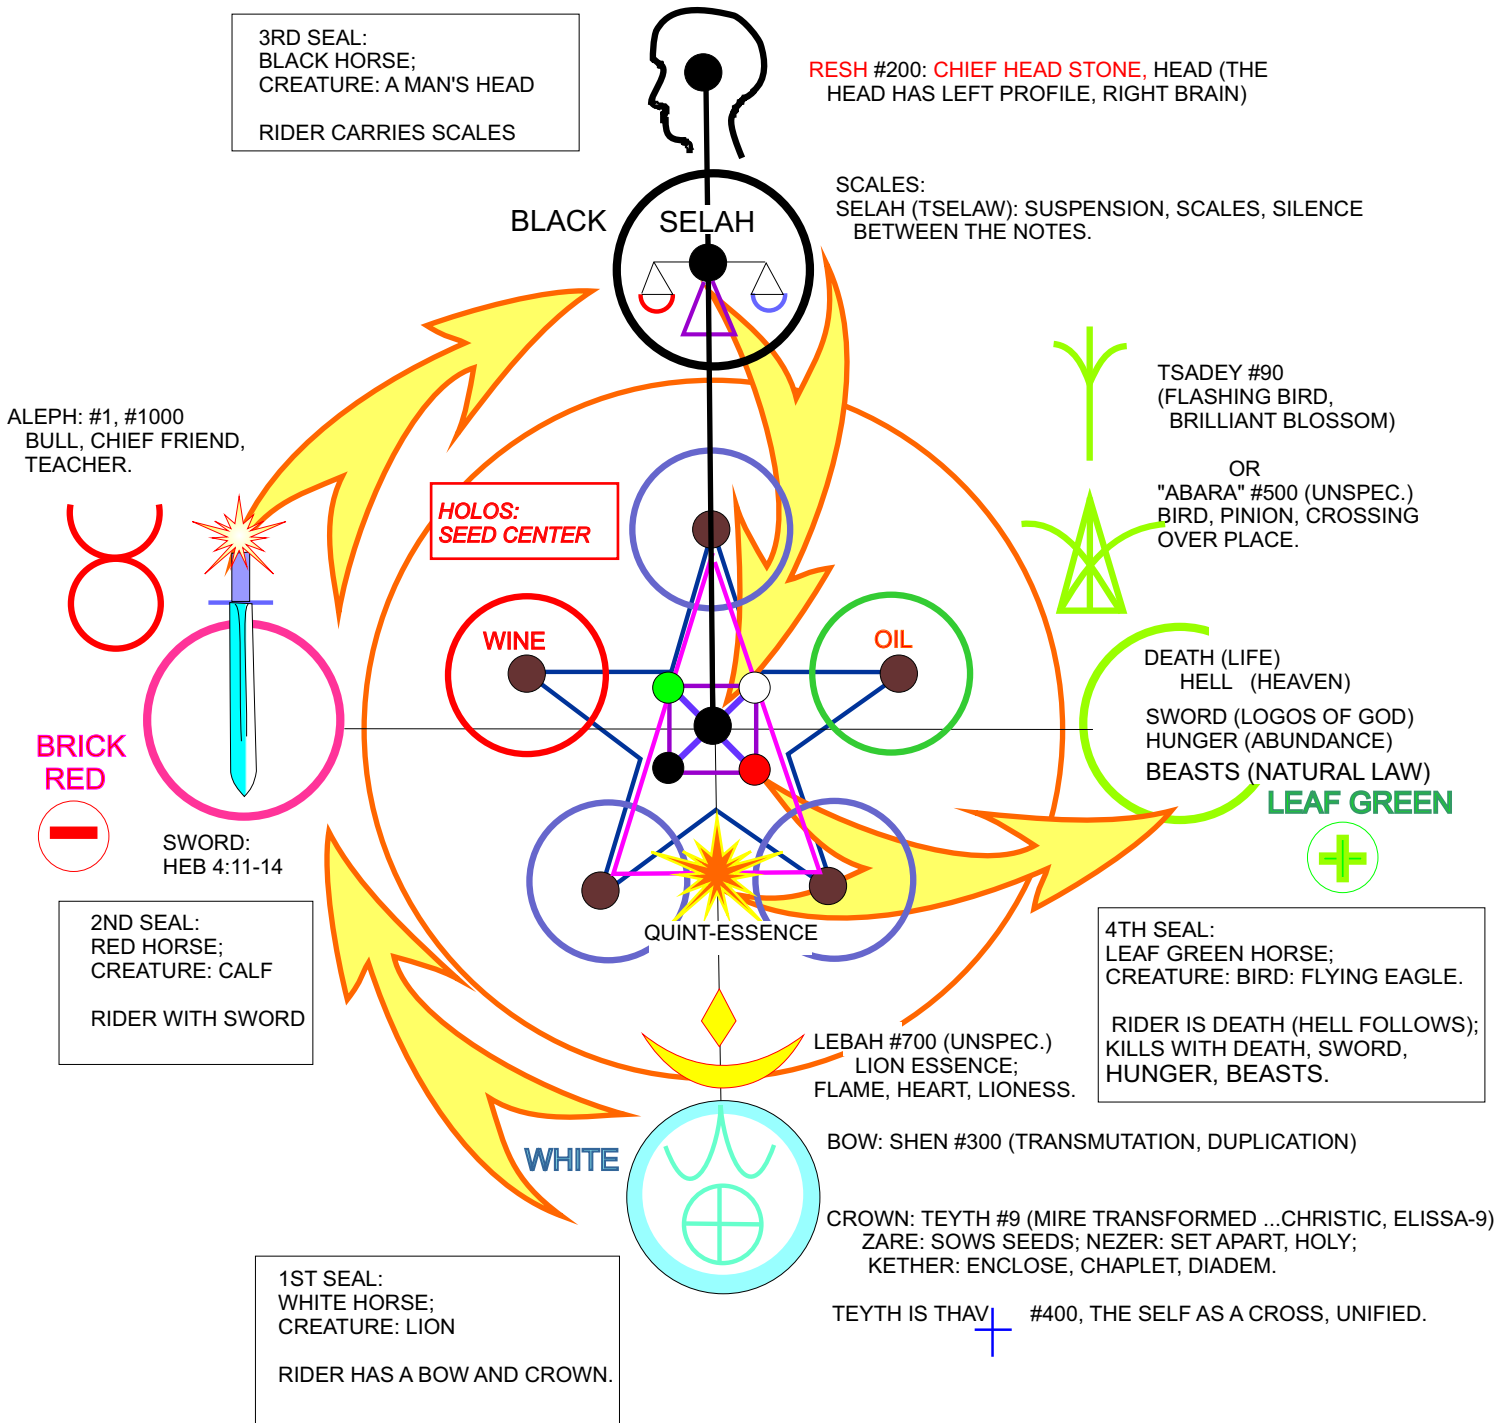 3RD SEAL:
BLACK HORSE;
CREATURE: A MAN'S HEAD
RIDER CARRIES SCALES
RESH #200: CHIEF HEAD STONE, HEAD (THE
HEAD HAS LEFT PROFILE, RIGHT BRAIN)
SCALES:
SELAH (TSELAW): SUSPENSION, SCALES, SILENCE
BETWEEN THE NOTES.
BLACK
SELAH
TSADEY #90
(FLASHING BIRD,
BRILLIANT BLOSSOM)
OR
"ABARA" #500 (UNSPEC.)
BIRD, PINION, CROSSING
OVER PLACE.
ALEPH: #1, #1000
BULL, CHIEF FRIEND,
TEACHER.
HOLOS:
SEED CENTER
WINE
OIL
DEATH (LIFE)
HELL (HEAVEN)
SWORD (LOGOS OF GOD)
HUNGER (ABUNDANCE)
BEASTS (NATURAL LAW)
LEAF GREEN
BRICK
RED
SWORD:
HEB 4:11-14
2ND SEAL:
RED HORSE;
CREATURE: CALF
RIDER WITH SWORD
QUINT-ESSENCE
4TH SEAL:
LEAF GREEN HORSE;
CREATURE: BIRD: FLYING EAGLE.
RIDER IS DEATH (HELL FOLLOWS);
KILLS WITH DEATH, SWORD,
HUNGER, BEASTS.
LEBAH #700 (UNSPEC.)
LION ESSENCE;
FLAME, HEART, LIONESS.
WHITE
BOW: SHEN #300 (TRANSMUTATION, DUPLICATION)
CROWN: TEYTH #9 (MIRE TRANSFORMED ...CHRISTIC, ELISSA-9)
ZARE: SOWS SEEDS; NEZER: SET APART, HOLY;
KETHER: ENCLOSE, CHAPLET, DIADEM.
TEYTH IS THAV #400, THE SELF AS A CROSS, UNIFIED.
1ST SEAL:
WHITE HORSE;
CREATURE: LION
RIDER HAS A BOW AND CROWN.